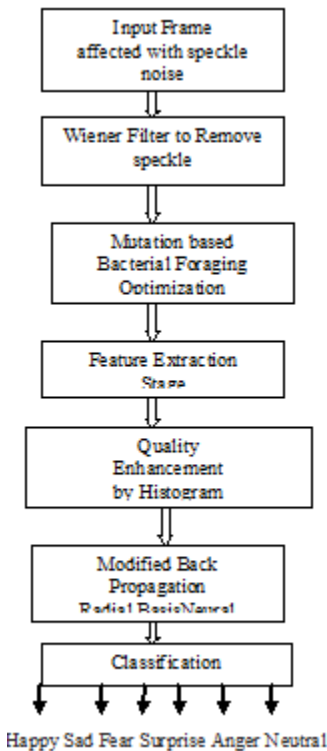 Input Frame
affected with speckle
noise
Wiener Filter to Remove
speckle
Mutation based
Bacterial Foraging
Optimization
Feature Extraction
Stage
Quality
Enhancement
by Histogram
Modified Back
Propagation
Radial BasisNeural
Classification
Happy Sad Fear Surprise Anger Neutral